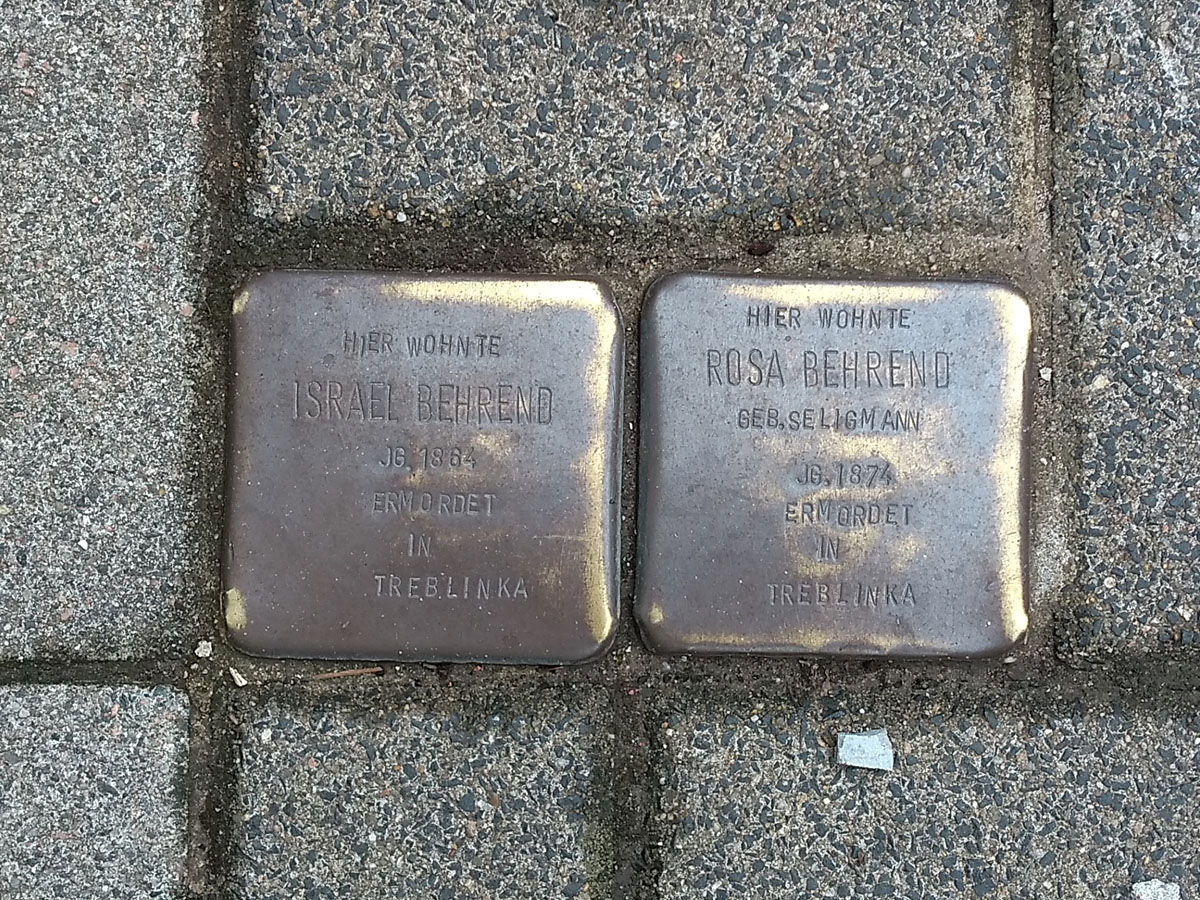 HIER WOHNTE
ISRAEL BEHREND
JG. 1864
ERMORDET
IN
TREBLINKA
HIER WOHNTE
ROSA BEHREND
GEB. SELIGMANN
JG. 1874
ERMORDET
IN
TREBLINKA